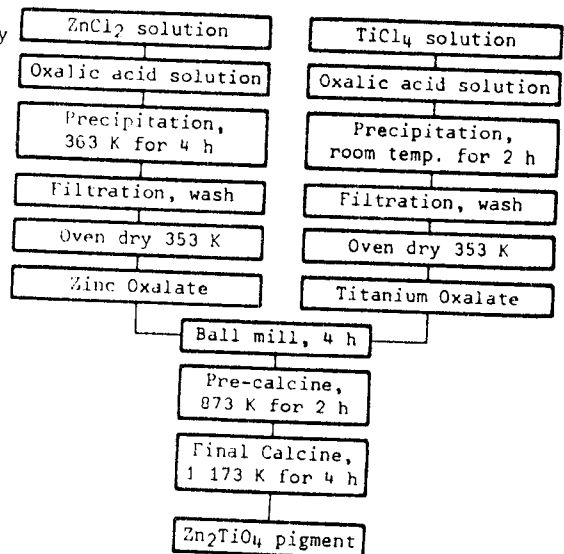 y
ZnCl₂ solution
Oxalic acid solution
Precipitation,
363 K for 4 h
Filtration, wash
Oven dry 353 K
Zinc Oxalate
TiCl₄ solution
Oxalic acid solution
Precipitation,
room temp. for 2 h
Filtration, wash
Oven dry 353 K
Titanium Oxalate
Ball mill, 4 h
Pre-calcine,
873 K for 2 h
Final Calcine,
1 173 K for 4 h
Zn₂TiO₄ pigment